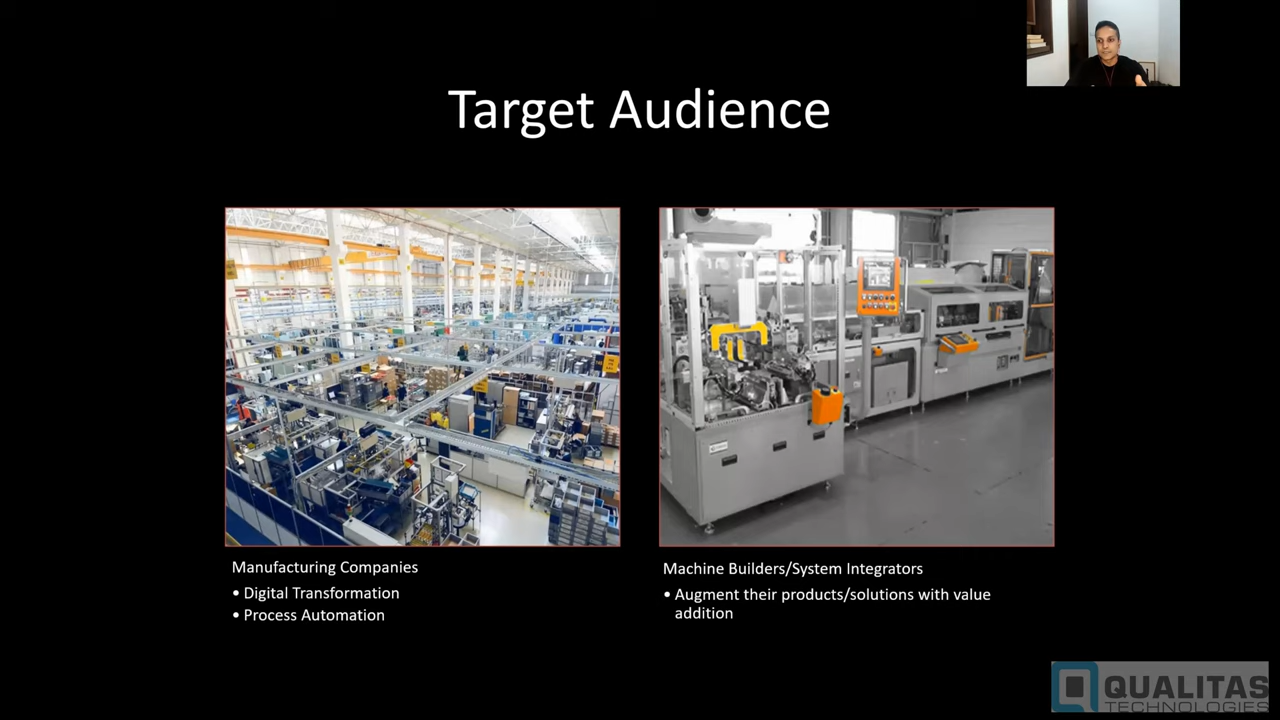 Target Audience
Manufacturing Companies
• Digital Transformation
• Process Automation
Machine Builders/System Integrators
• Augment their products/solutions with value
addition
QUALITAS
TECHNOLOGIES